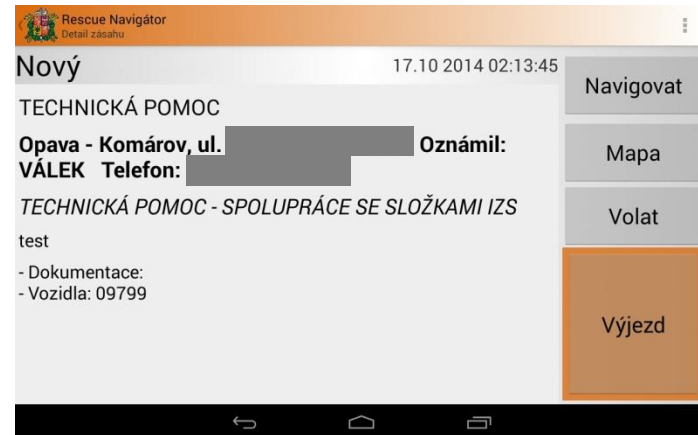 Rescue Navigátor
Detail zásahu
Nový
17.10 2014 02:13:45
TECHNICKÁ POMOC
Opava - Komárov, ul. Oznámil:
VÁLEK Telefon:
TECHNICKÁ POMOC - SPOLUPRÁCE SE SLOŽKAMI IZS
test
- Dokumentace:
- Vozidla: 09799
Navigovat
Mapa
Volat
Výjezd